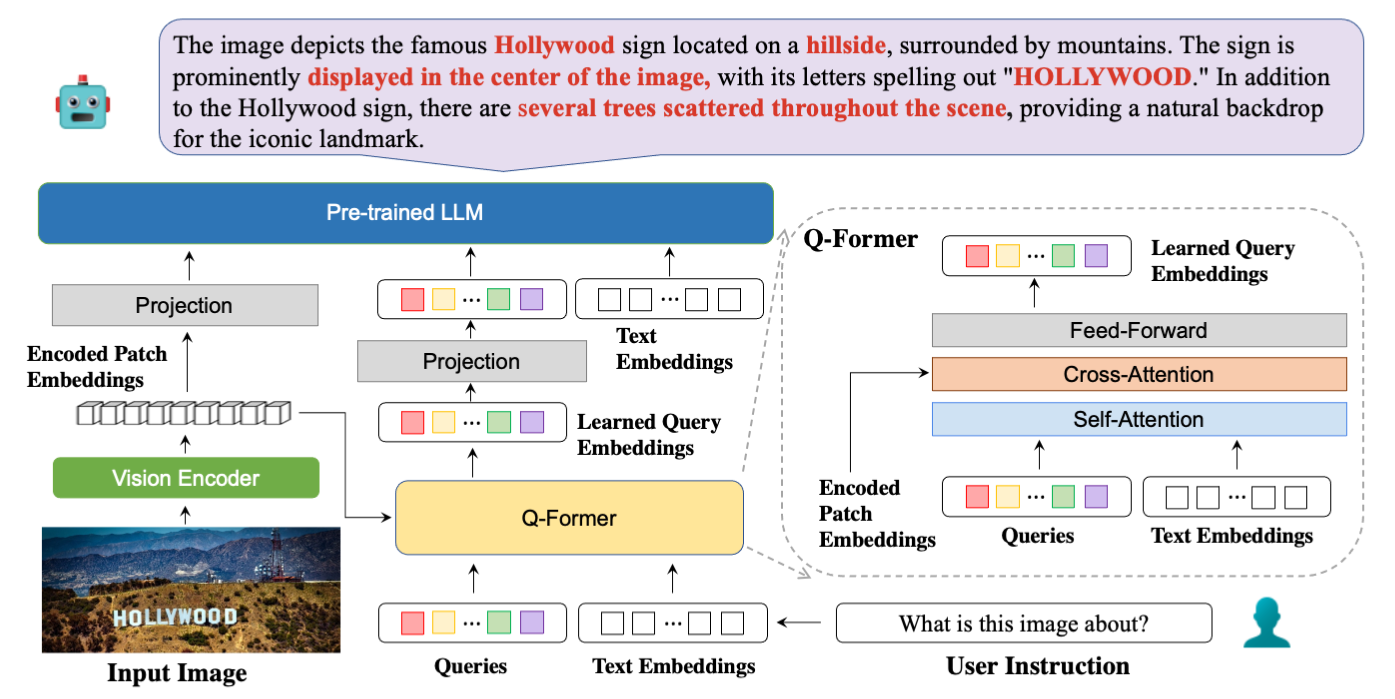 The image depicts the famous Hollywood sign located on a hillside, surrounded by mountains. The sign is
prominently displayed in the center of the image, with its letters spelling out "HOLLYWOOD." In addition
to the Hollywood sign, there are several trees scattered throughout the scene, providing a natural backdrop
for the iconic landmark.
Pre-trained LLM
Projection
Encoded Patch
Embeddings
Vision Encoder
HOLLYWOOD
Input Image
...
...
Text
Embeddings
Projection
...
Learned Query
Embeddings
Q-Former
...
...
Queries
Text Embeddings
What is this image about?
User Instruction
Q-Former
...
Learned Query
Embeddings
Feed-Forward
Cross-Attention
Self-Attention
Encoded
Patch
Embeddings
...
...
Queries
Text Embeddings